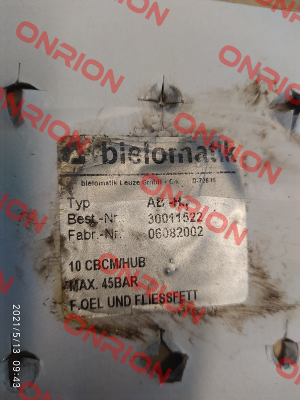 ONRION
bielomatik
bielomatik Leuze GmbH + Co.
Typ
Best.-Nr. 30011522
Fabr.-Nr. 06082002
10 CBCM/HUB
MAX. 45BAR
F.OEL UND FLIESSFETT
2021/5/13 09:43